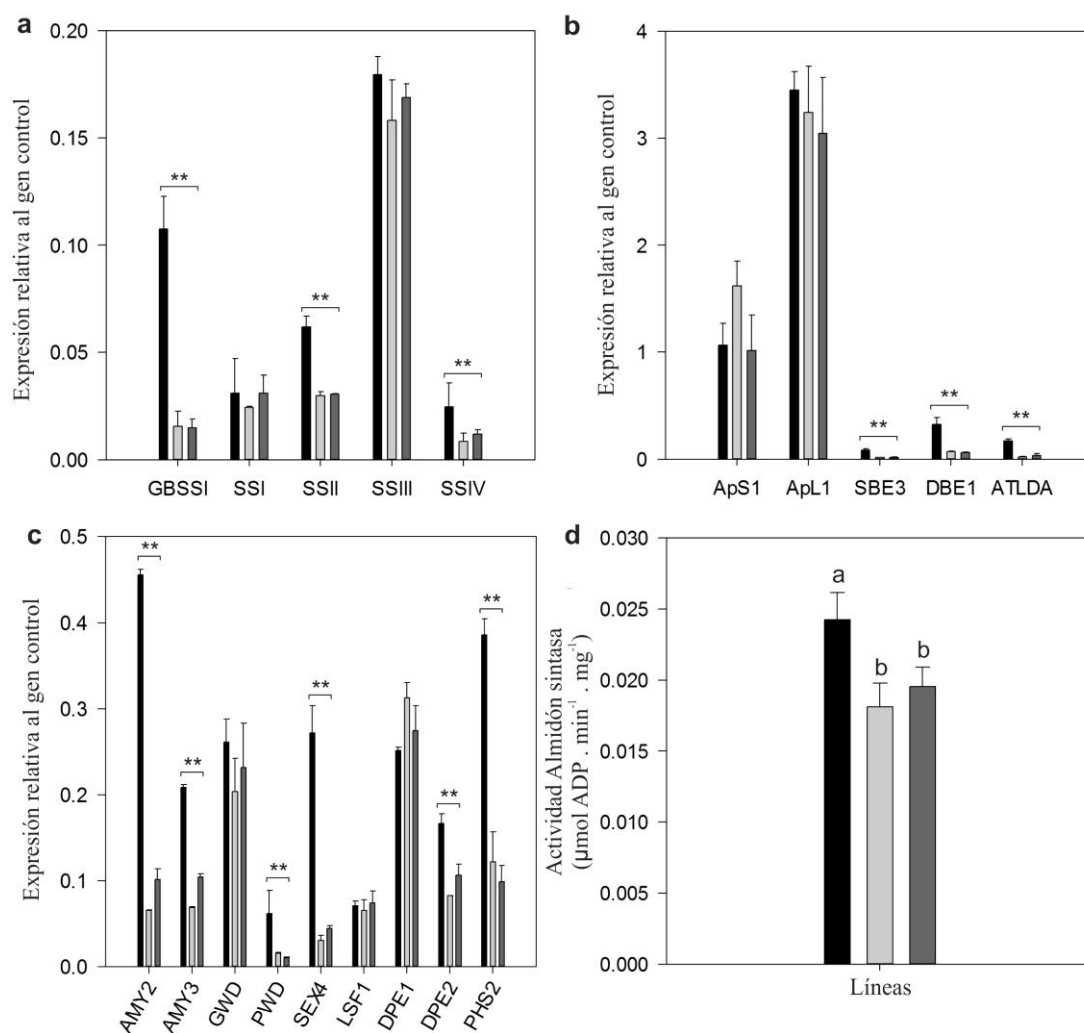 a
Expresión relativa al gen control
0.20
0.15
0.10
0.05
0.00
**
**
**
GBSSI SSI SSII SSIII SSIV
b
Expresión relativa al gen control
4
3
2
1
0
**
**
**
ApS1 ApL1 SBE3 DBE1 ATLDA
c
Expresión relativa al gen control
0.5
0.4
0.3
0.2
0.1
0.0
**
**
**
**
**
**
AMY2 AMY3 GWD PWD SEX4 LSF1 DPE1 DPE2 PHS2
d
Actividad Almidón sintasa
(µmol ADP . min⁻¹ . mg⁻¹)
0.030
0.025
0.020
0.015
0.010
0.005
0.000
a
b
b
Líneas